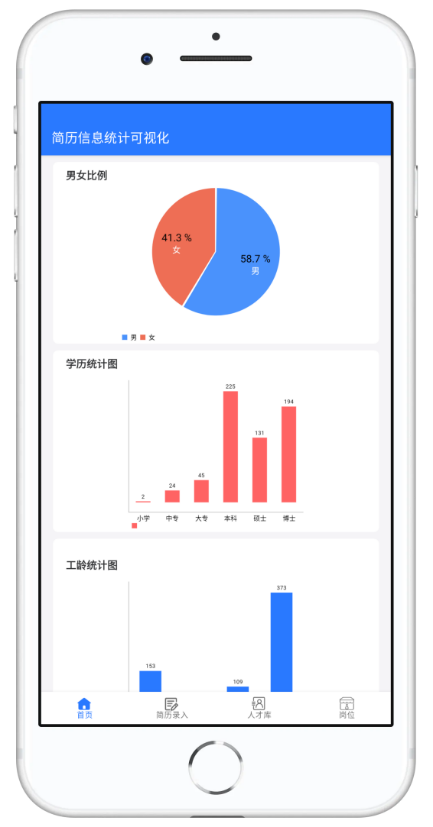 简历信息统计可视化
男女比例
41.3 %
女
58.7 %
男
男 女
学历统计图
225
194
131
45
24
2
小学 中专 大专 本科 硕士 博士
工龄统计图
373
153
109
首页 简历录入 人才库 岗位